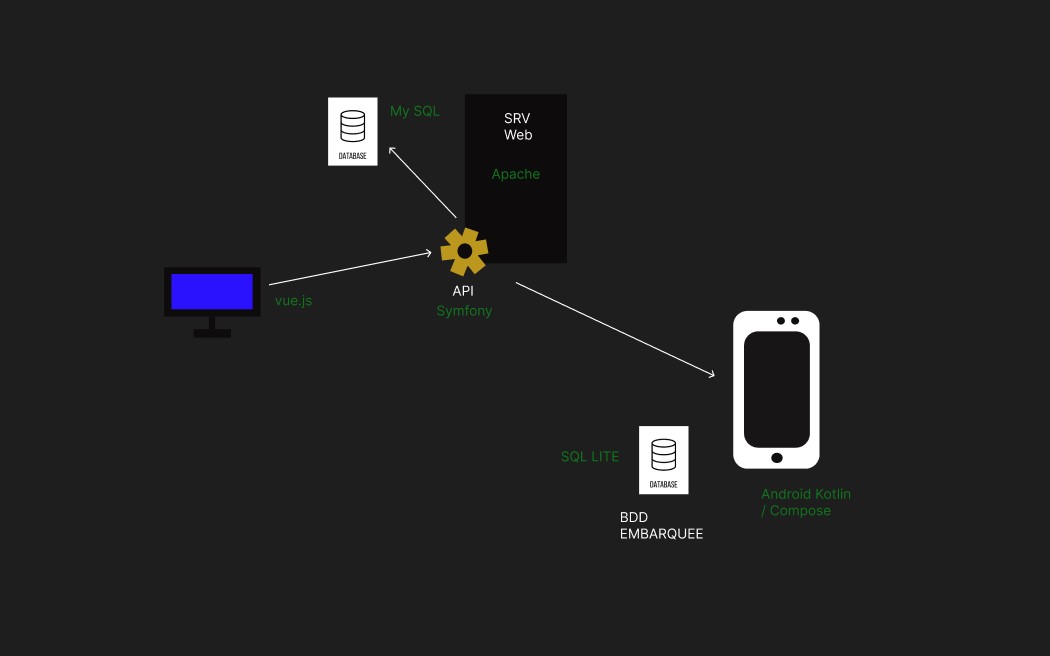 My SQL
DATABASE
SRV
Web
Apache
vue.js
API
Symfony
SQL LITE
DATABASE
BDD
EMBARQUEE
Android Kotlin
/ Compose